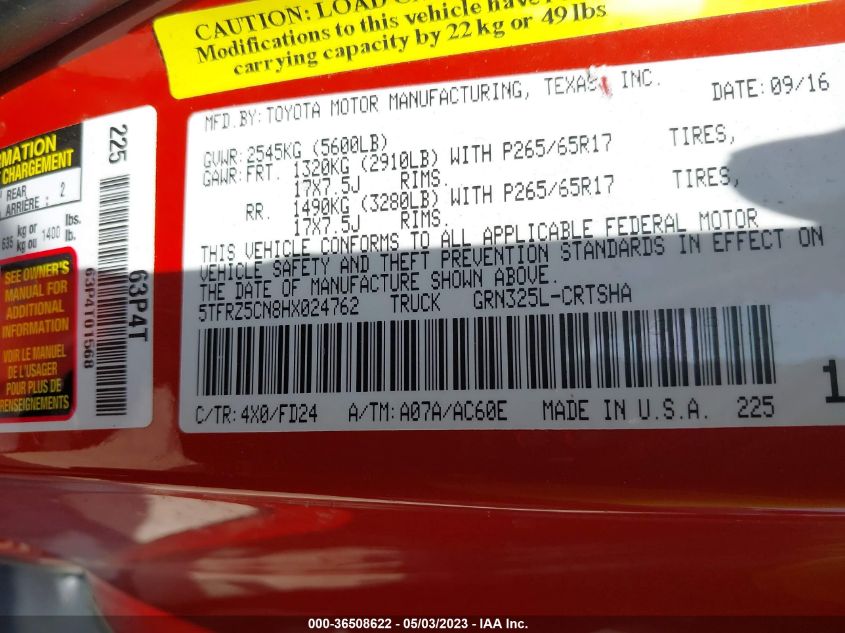 CAUTION: LOAD
Modifications to this vehicle have
carrying capacity by 22 kg or 49 lbs
MFD.BY: TOYOTA MOTOR MANUFACTURING, TEXAS, INC. DATE: 09/16
GVWR: 2545KG (5600LB)
GAWR: FRT. 1320KG (2910LB) WITH P265/65R17 TIRES,
17X7.5J RIMS.
RR. 1490KG (3280LB) WITH P265/65R17 TIRES,
17X7.5J RIMS.
THIS VEHICLE CONFORMS TO ALL APPLICABLE FEDERAL MOTOR
VEHICLE SAFETY AND THEFT PREVENTION STANDARDS IN EFFECT ON
THE DATE OF MANUFACTURE SHOWN ABOVE.
5TFRZ5CN8HX024762 TRUCK GRN325L-CRTSHA
C/TR: 4X0/FD24 A/TM: A07A/AC60E MADE IN U.S.A. 225
1
RMATION
CHARGEMENT
REAR
ARRIÈRE : 2
635 kg or
kg ou 1400 lbs.
lb.
SEE OWNER'S
MANUAL FOR
ADDITIONAL
INFORMATION
VOIR LE MANUEL
DE L'USAGER
POUR PLUS DE
RENSEIGNEMENTS
225
63P4T01568
63P4T
000-36508622 - 05/03/2023 - IAA Inc.